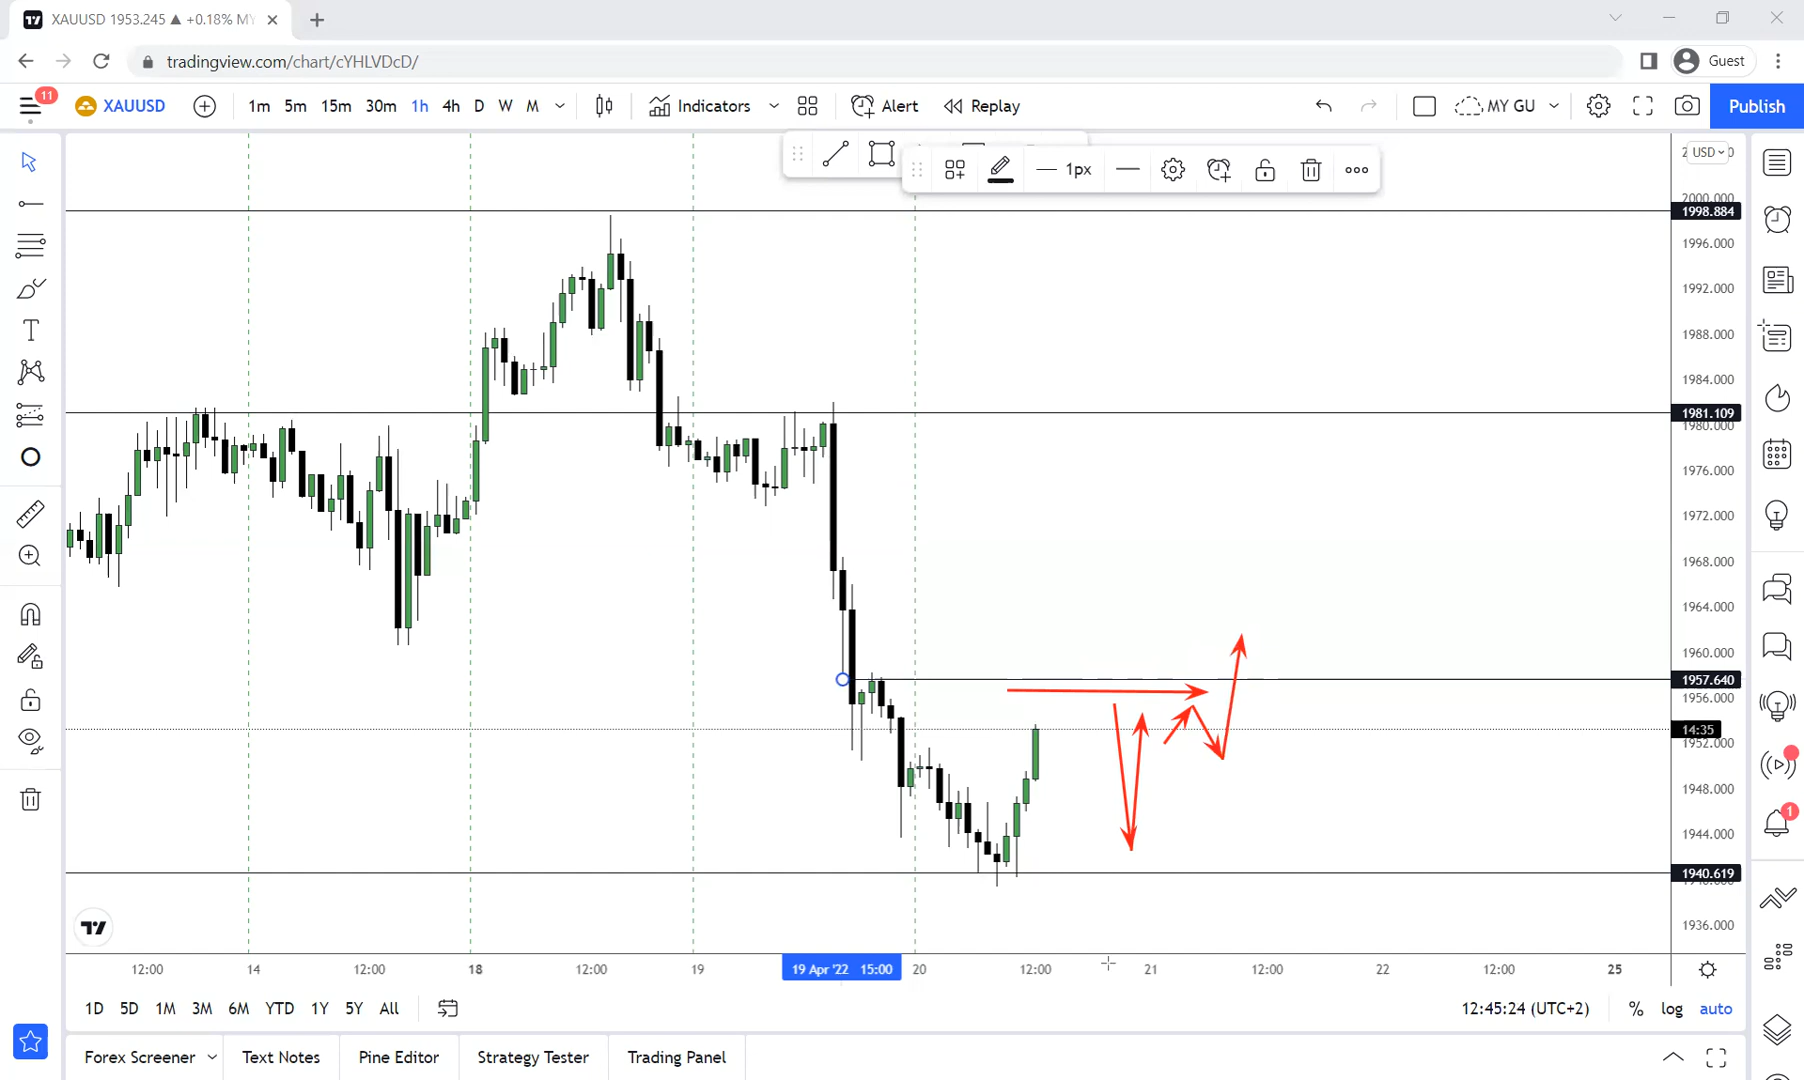 XAUUSD 1953.245 ▲ +0.18% MY
tradingview.com/chart/cYHLVDcD/
Guest
11
XAUUSD
1m 5m 15m 30m 1h 4h D W M
Indicators
Alert
Replay
MY GU
Publish
1px
USD
2000.000
1998.884
1996.000
1992.000
1988.000
1984.000
1981.109
1980.000
1976.000
1972.000
1968.000
1964.000
1960.000
1957.640
1956.000
14:35
1952.000
1948.000
1944.000
1940.619
1936.000
1
12:00 14 12:00 18 12:00 19 19 Apr '22 15:00 20 12:00 21 12:00 22 12:00 25
1D 5D 1M 3M 6M YTD 1Y 5Y All
12:45:24 (UTC+2) % log auto
Forex Screener Text Notes Pine Editor Strategy Tester Trading Panel